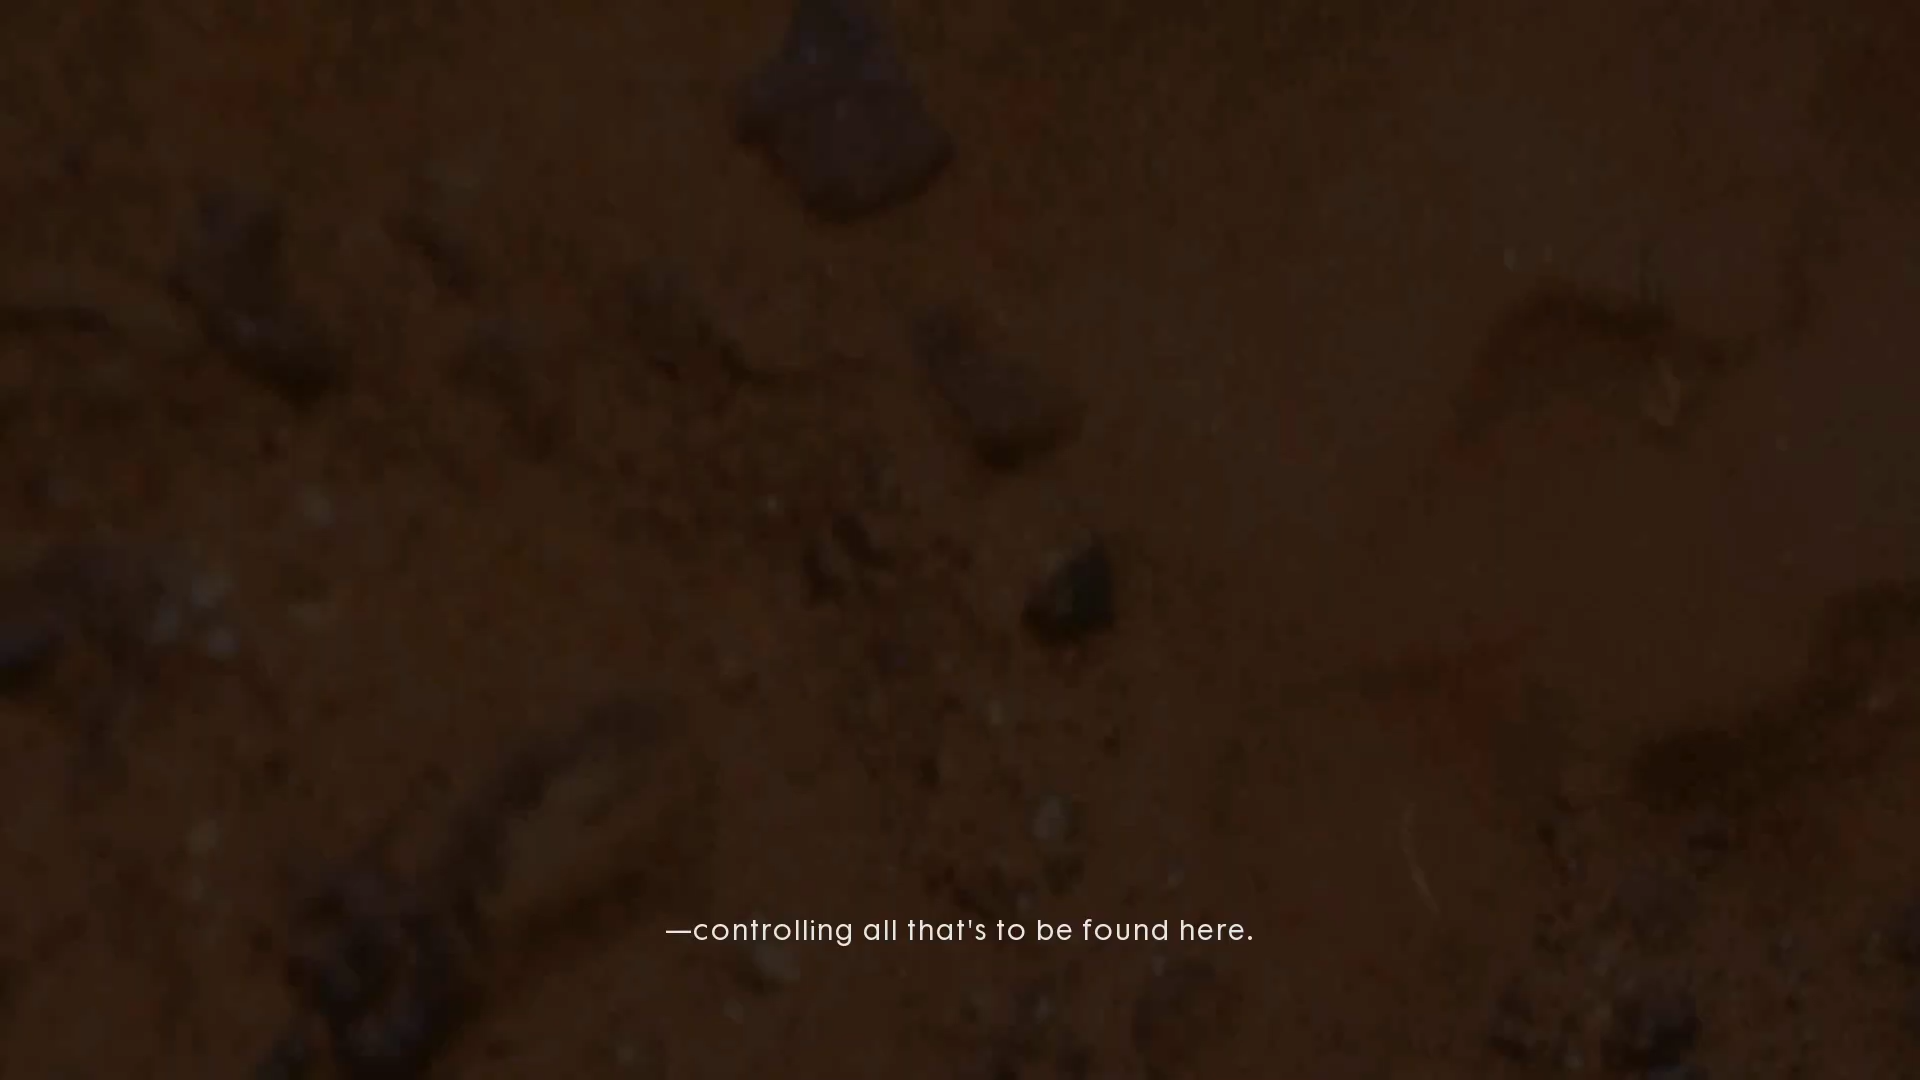 —controlling all that's to be found here.